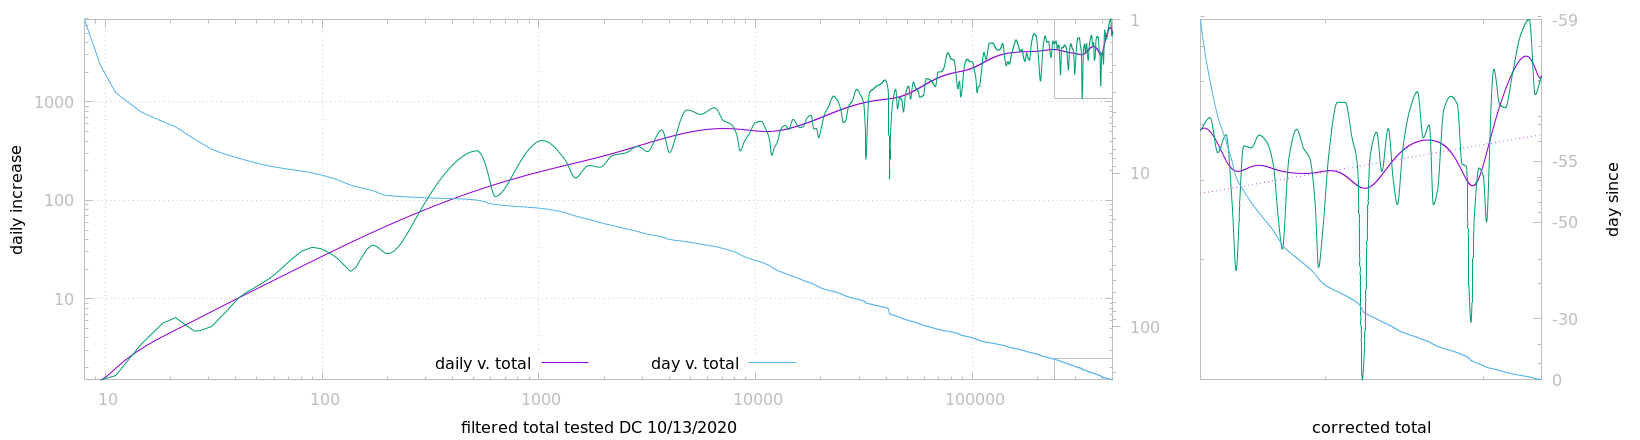 daily increase
1000
100
10
daily v. total
day v. total
10
100
1000
10000
100000
filtered total tested DC 10/13/2020
1
10
100
-59
-55
-50
-30
0
day since
corrected total